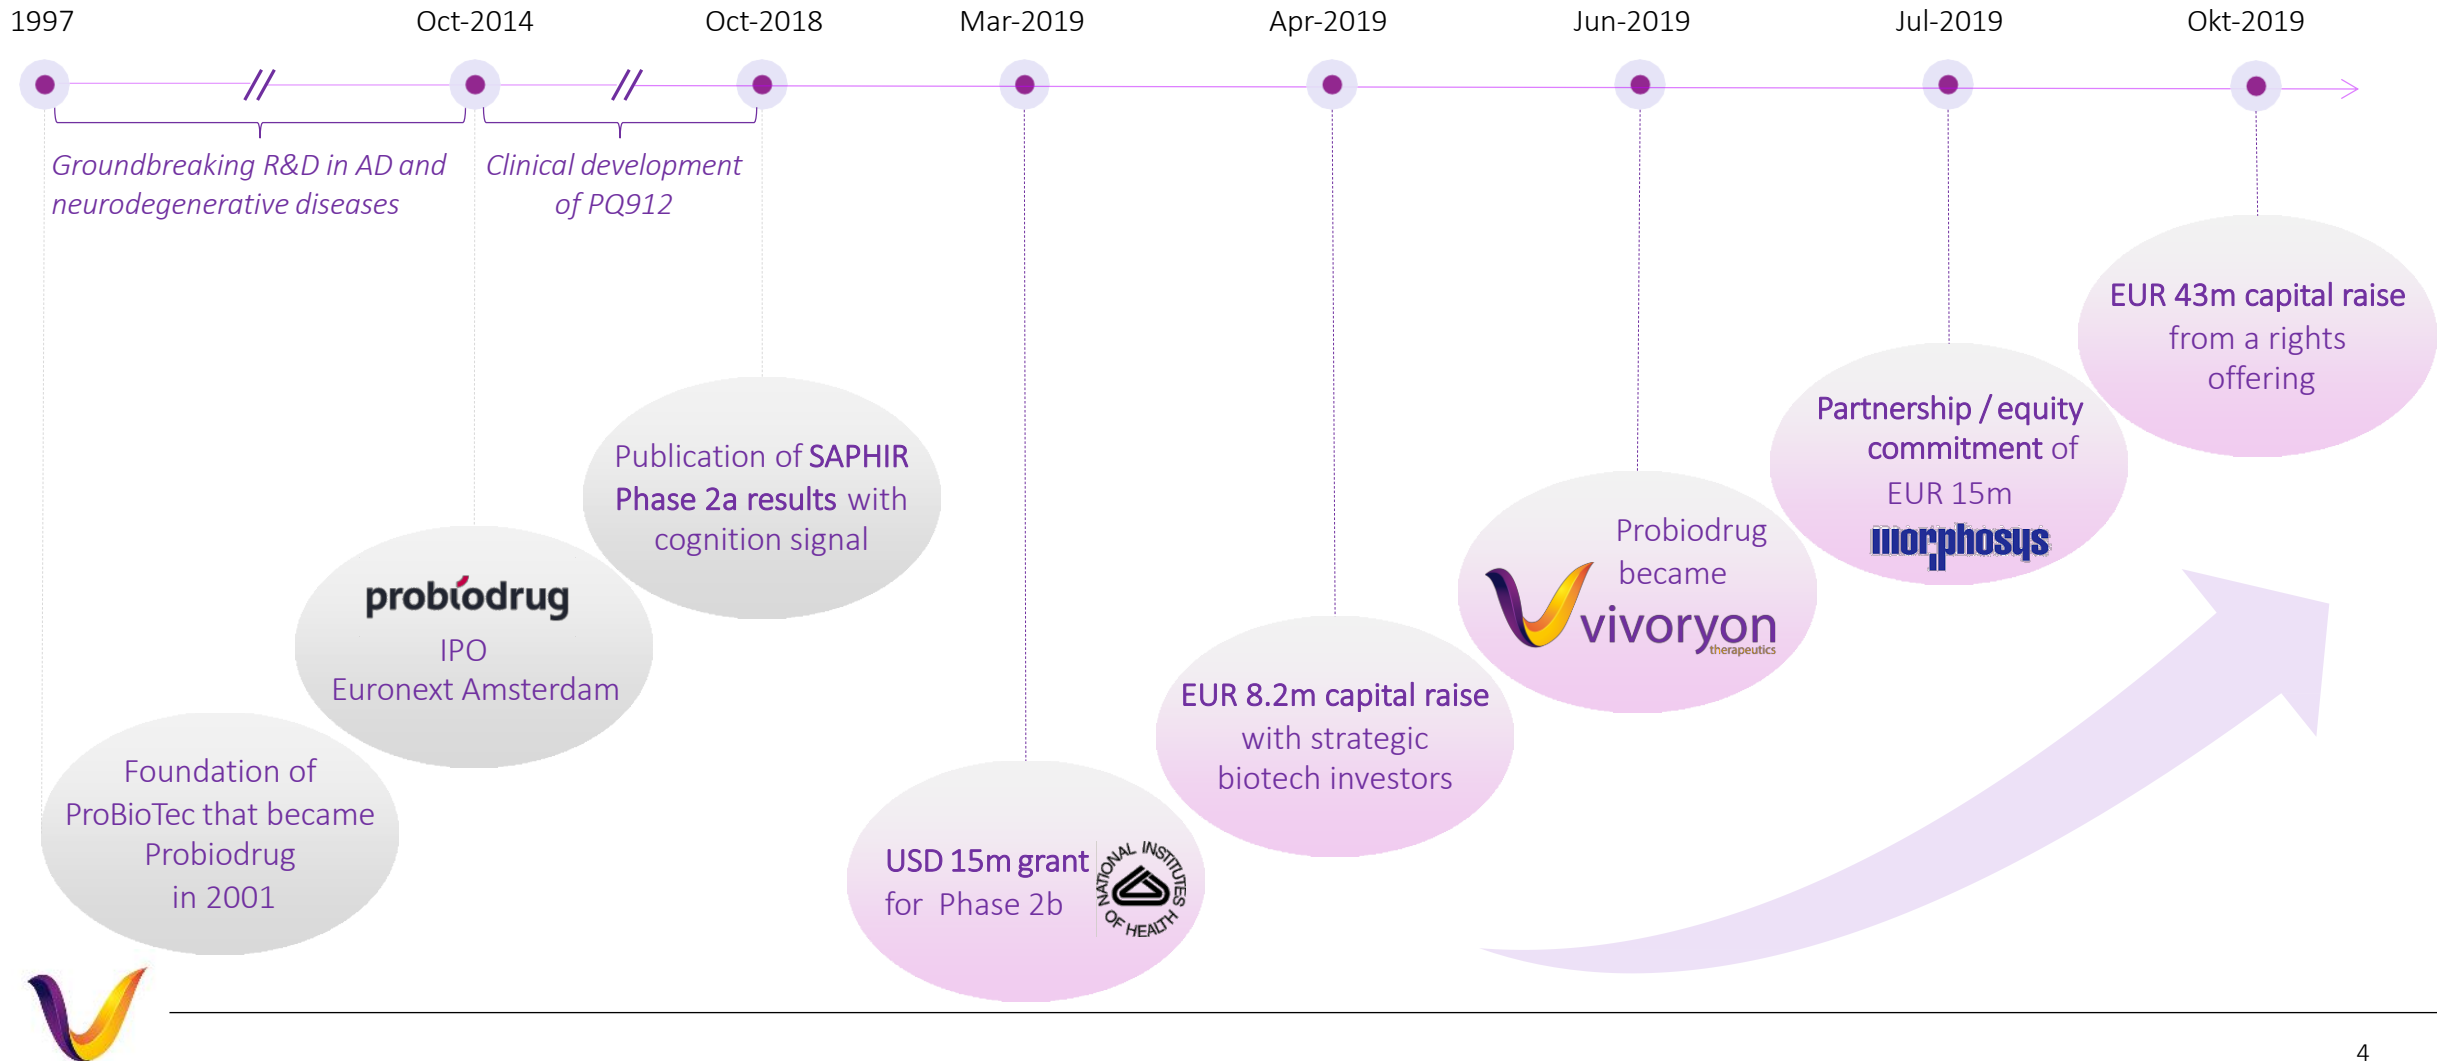 1997
Oct-2014
Oct-2018
Mar-2019
Apr-2019
Jun-2019
Jul-2019
Okt-2019
Groundbreaking R&D in AD and
neurodegenerative diseases
Clinical development
of PQ912
Foundation of
ProBioTec that became
Probiodrug
in 2001
probiodrug
IPO
Euronext Amsterdam
Publication of SAPHIR
Phase 2a results with
cognition signal
USD 15m grant
for Phase 2b
NATIONAL INSTITUTES
OF HEALTH
EUR 8.2m capital raise
with strategic
biotech investors
Probiodrug
became
vivoryon
therapeutics
Partnership / equity
commitment of
EUR 15m
morphosys
EUR 43m capital raise
from a rights
offering
4